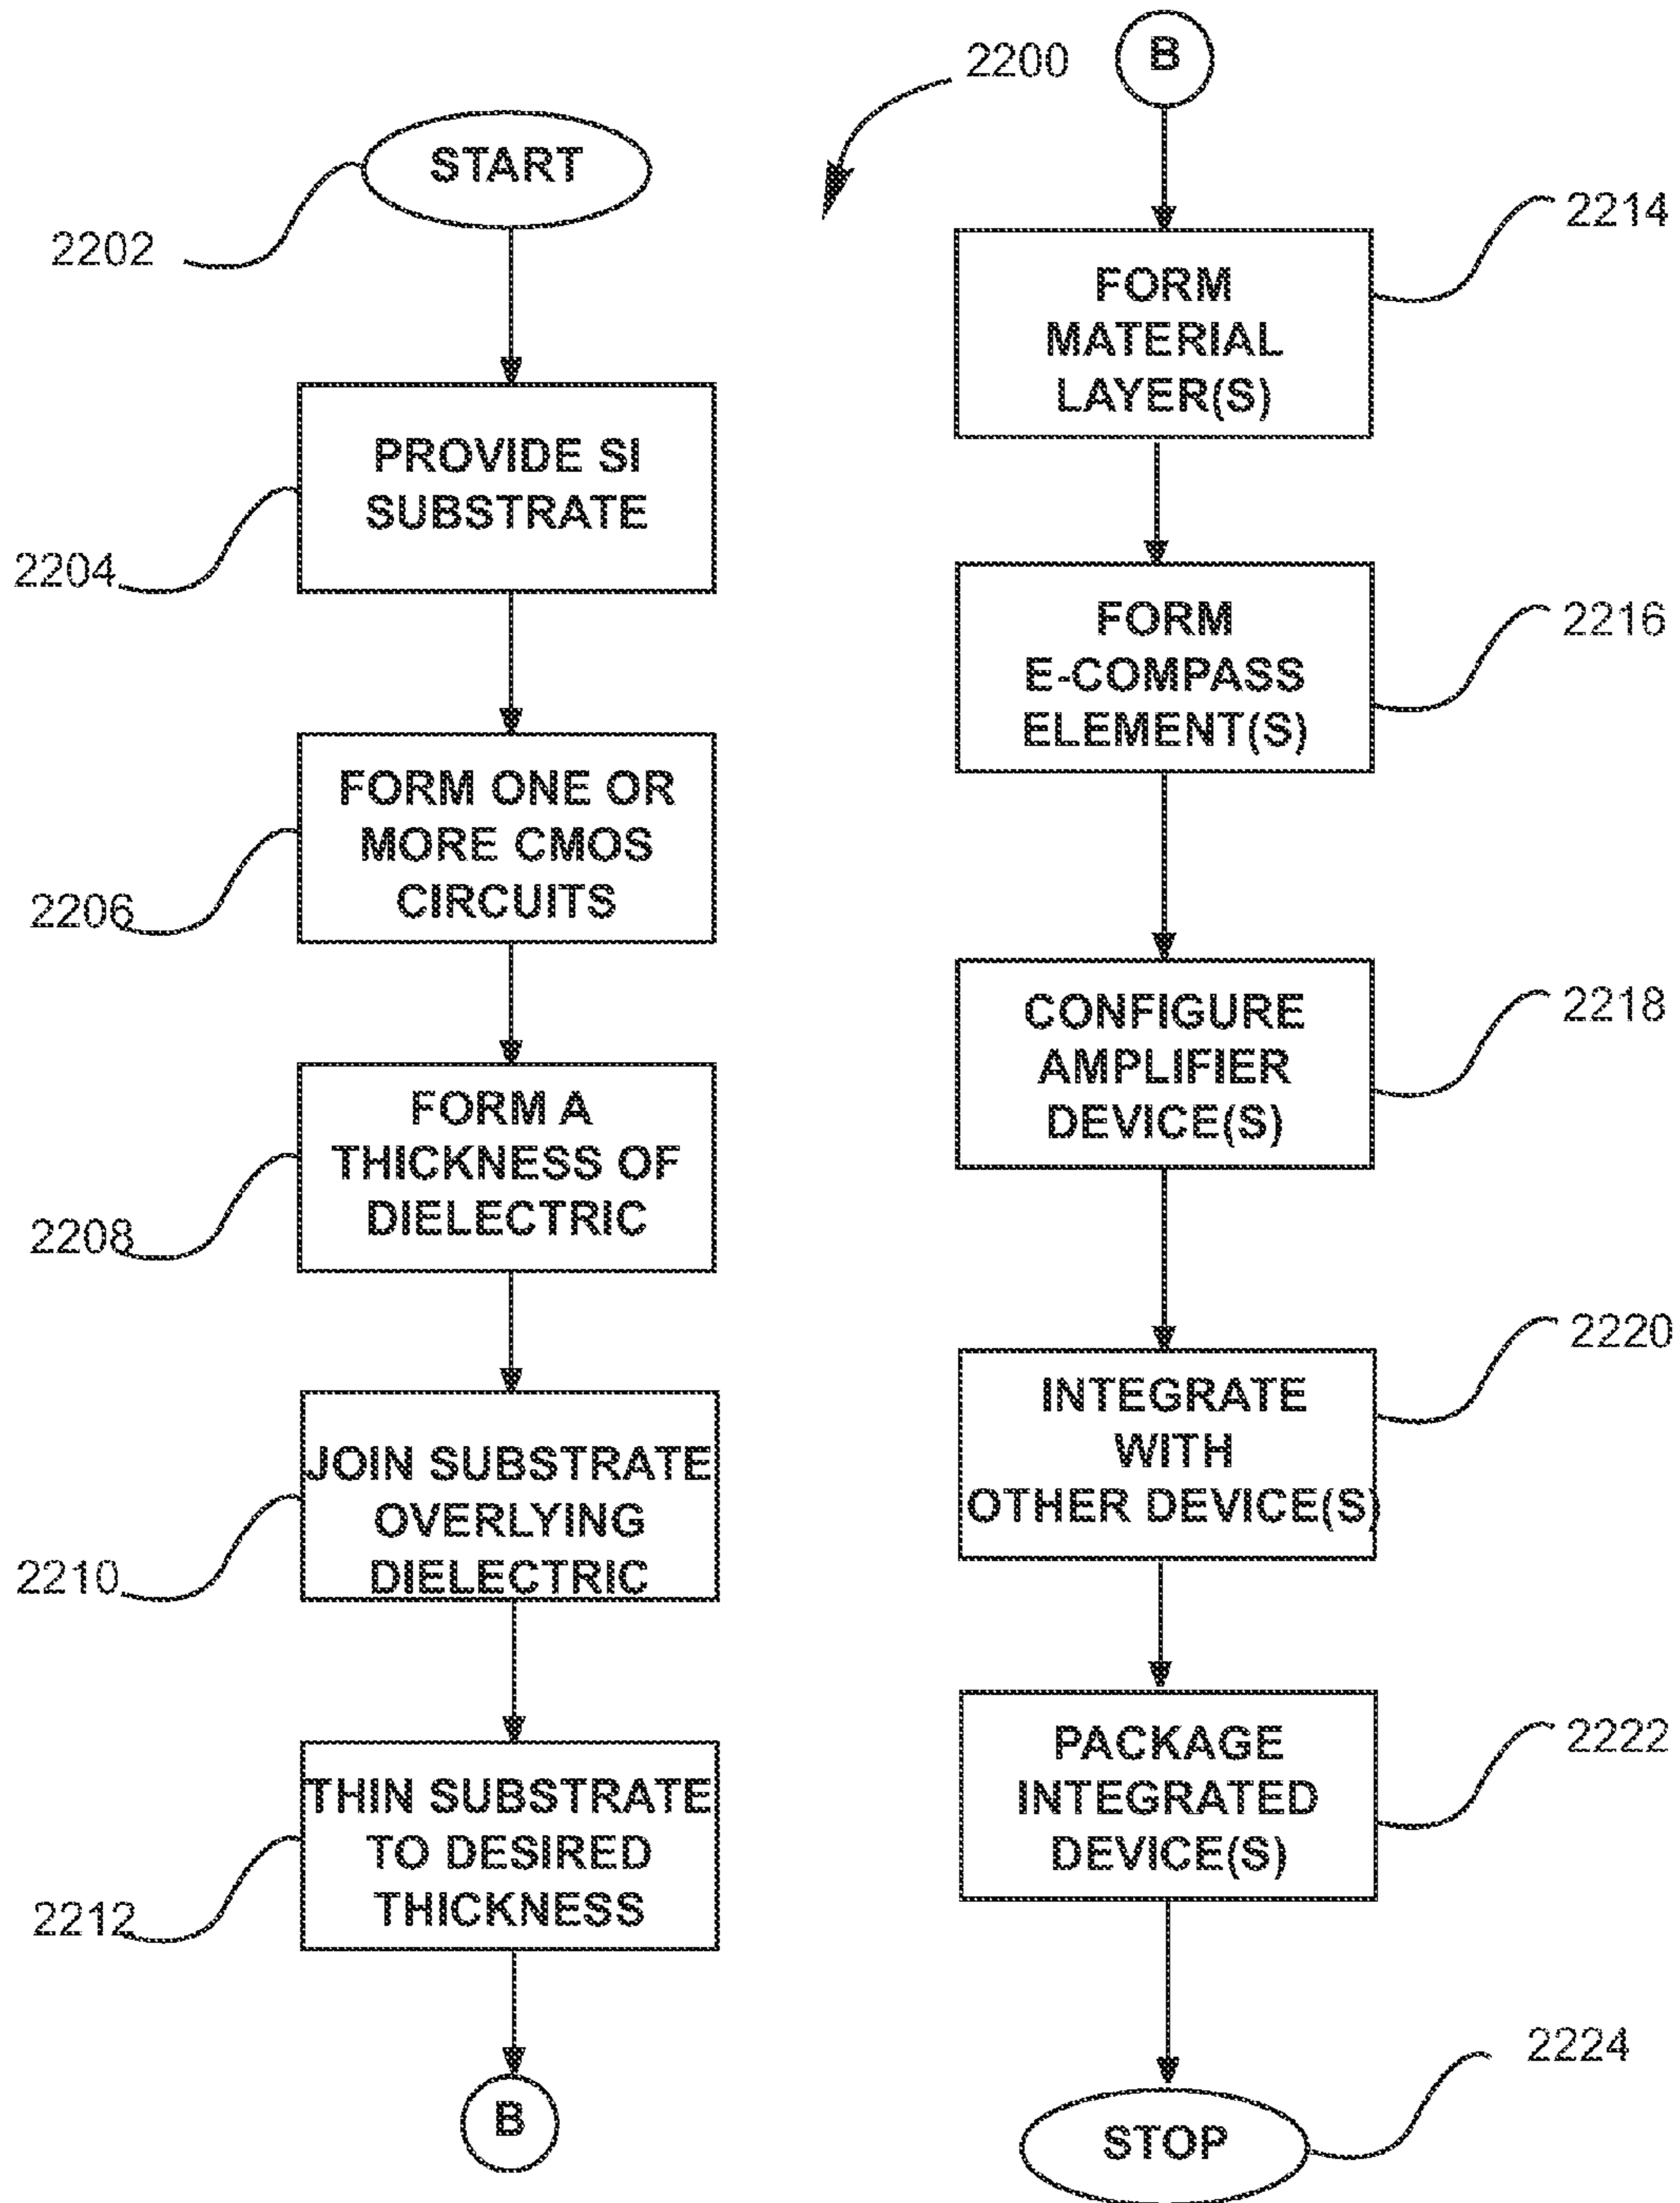 START
2202
PROVIDE SI
SUBSTRATE
2204
FORM ONE OR
MORE CMOS
CIRCUITS
2206
FORM A
THICKNESS OF
DIELECTRIC
2208
JOIN SUBSTRATE
OVERLYING
DIELECTRIC
2210
THIN SUBSTRATE
TO DESIRED
THICKNESS
2212
B
2200
B
2214
FORM
MATERIAL
LAYER(S)
2216
FORM
E-COMPASS
ELEMENT(S)
2218
CONFIGURE
AMPLIFIER
DEVICE(S)
2220
INTEGRATE
WITH
OTHER DEVICE(S)
2222
PACKAGE
INTEGRATED
DEVICE(S)
2224
STOP